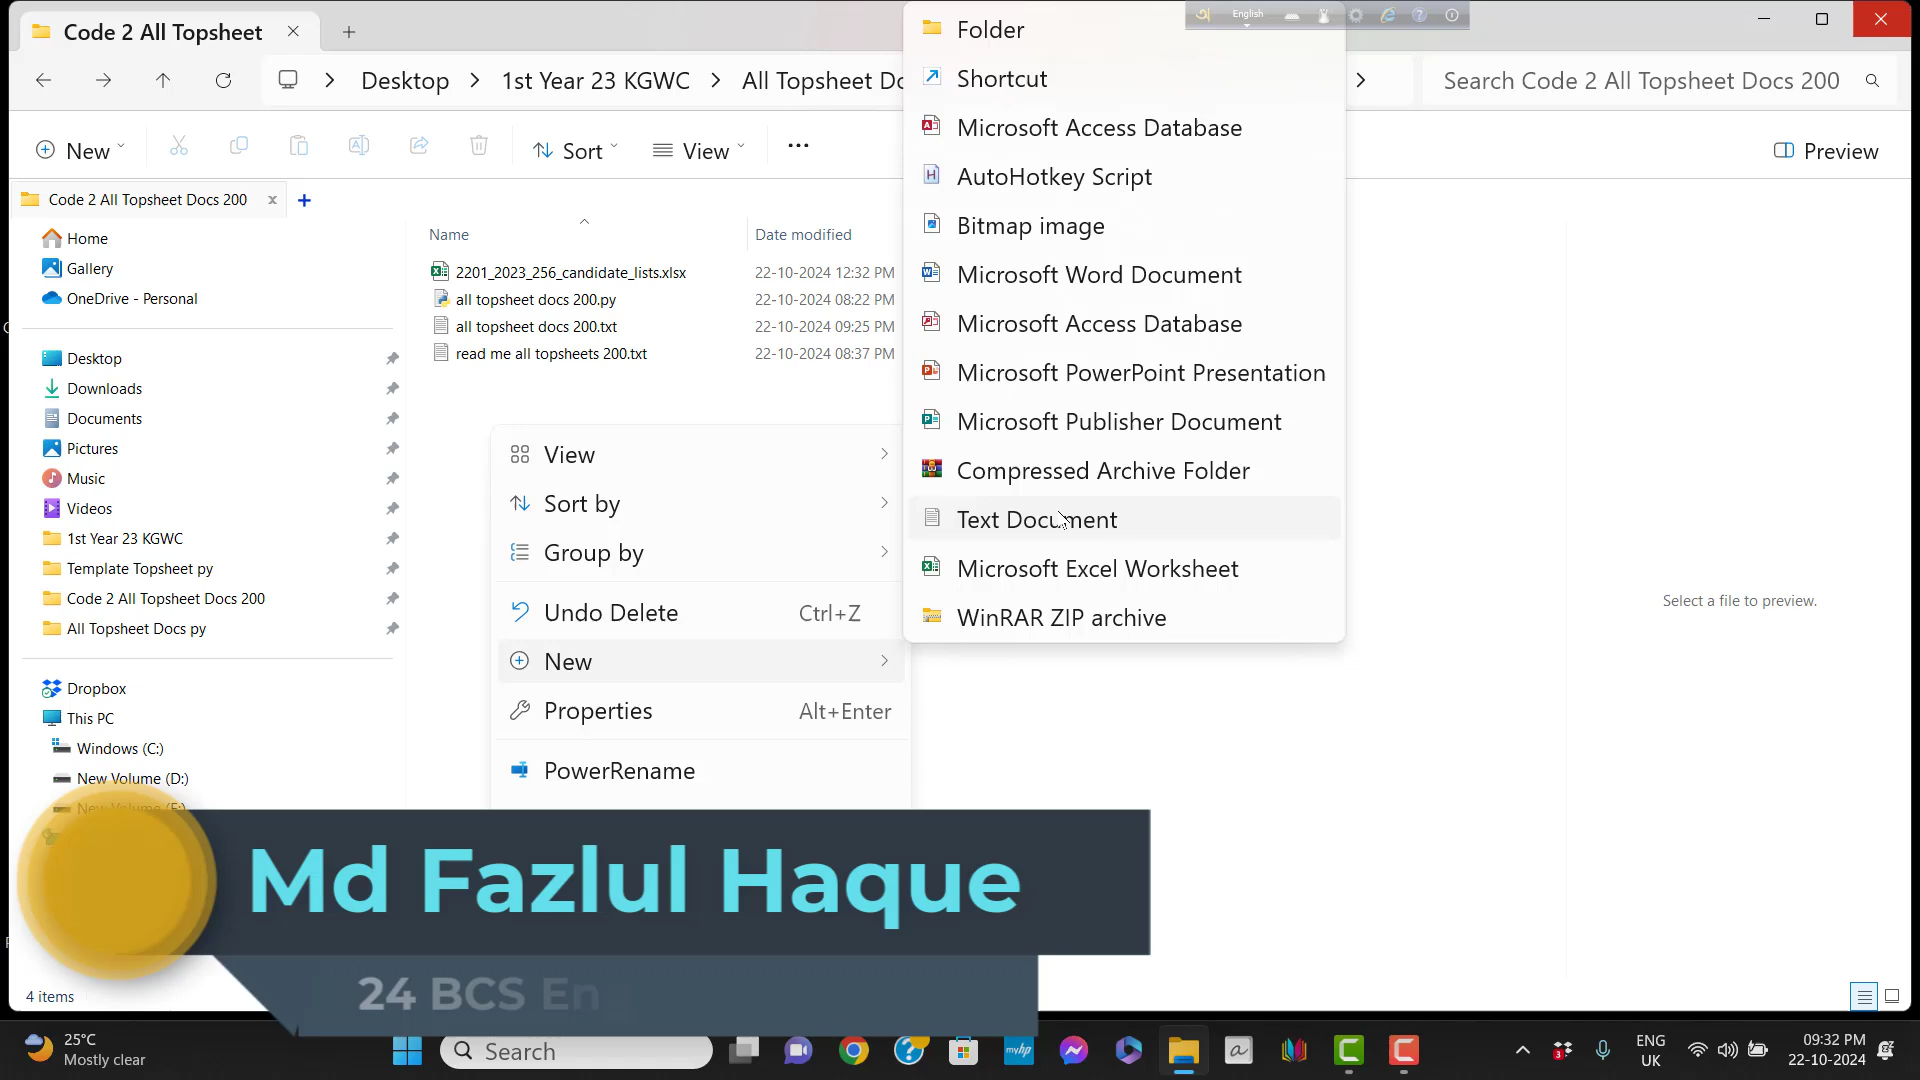 Code 2 All Topsheet
Desktop
1st Year 23 KGWC
Search Code 2 All Topsheet Docs 200
New
Sort
View
Preview
Code 2 All Topsheet Docs 200
Home
Gallery
OneDrive - Personal
Desktop
Downloads
Documents
Pictures
Music
Videos
1st Year 23 KGWC
Template Topsheet py
Code 2 All Topsheet Docs 200
All Topsheet Docs py
Dropbox
This PC
Windows (C:)
New Volume (D:)
Name
Date modified
2201_2023_256_candidate_lists.xlsx
22-10-2024 12:32 PM
all topsheet docs 200.py
22-10-2024 08:22 PM
all topsheet docs 200.txt
22-10-2024 09:25 PM
read me all topsheets 200.txt
22-10-2024 08:37 PM
View
Sort by
Group by
Undo Delete Ctrl+Z
New
Properties Alt+Enter
PowerRename
English
Folder
Shortcut
Microsoft Access Database
AutoHotkey Script
Bitmap image
Microsoft Word Document
Microsoft Access Database
Microsoft PowerPoint Presentation
Microsoft Publisher Document
Compressed Archive Folder
Text Document
Microsoft Excel Worksheet
WinRAR ZIP archive
Select a file to preview.
Md Fazlul Haque
24 BCS En
4 items
25°C
Mostly clear
Search
myhp
3
ENG
UK
09:32 PM
22-10-2024